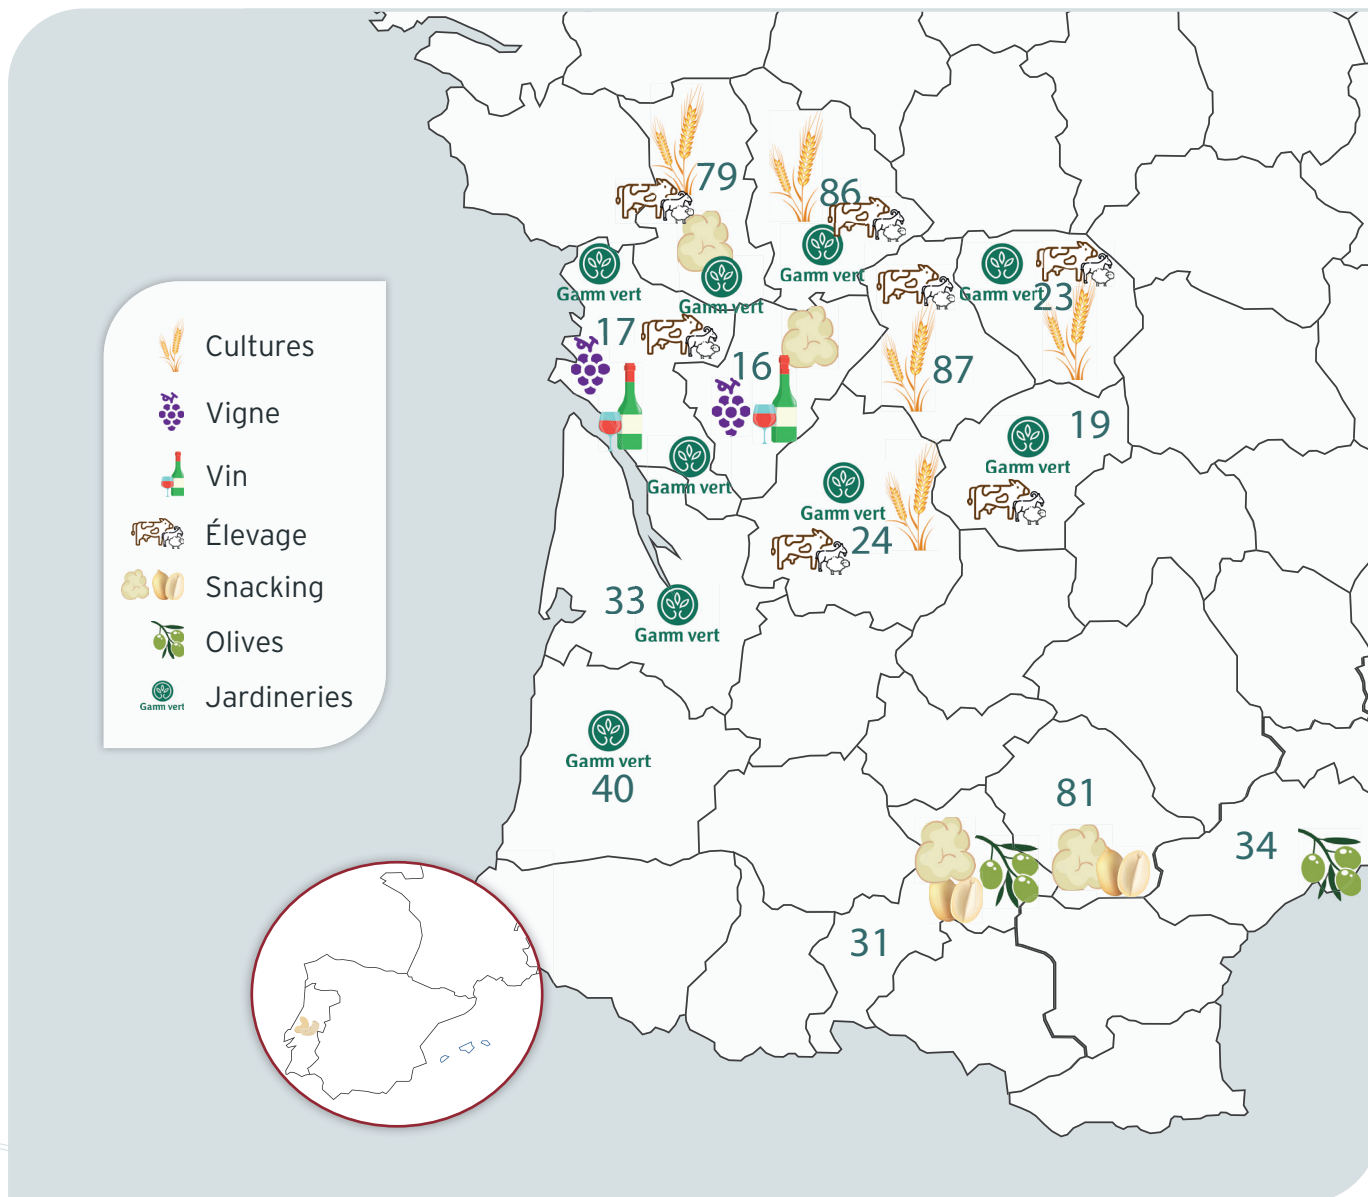 Cultures
Vigne
Vin
Élevage
Snacking
Olives
Gamm vert
Jardineries
79
86
Gamm vert
Gamm vert
Gamm vert
Gamm vert
23
17
16
87
19
Gamm vert
Gamm vert
Gamm vert
24
33
Gamm vert
Gamm vert
40
81
34
31